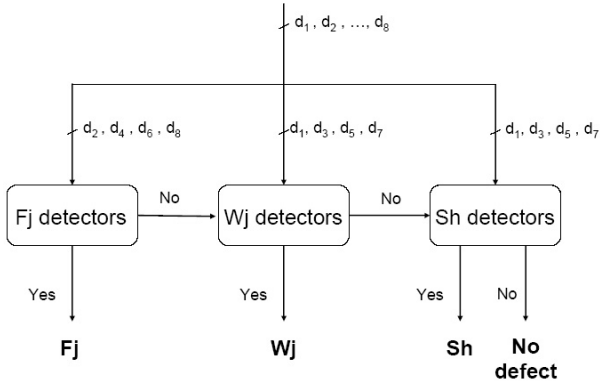 d₁ , d₂ , ..., d₈
d₂ , d₄ , d₆ , d₈
d₁, d₃ , d₅ , d₇
d₁, d₃ , d₅ , d₇
Fj detectors
No
Wj detectors
No
Sh detectors
Yes
Yes
Yes
No
Fj
Wj
Sh
No
defect